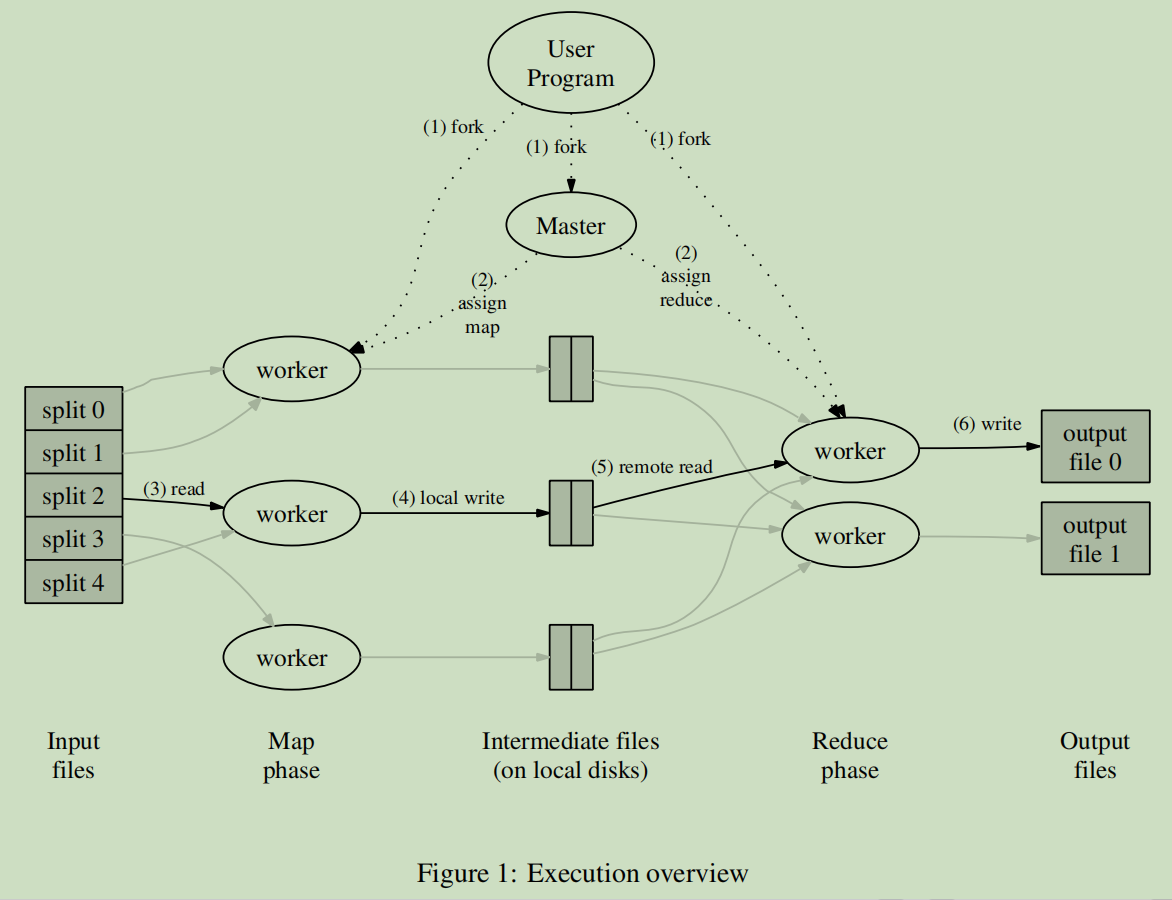 User
Program
(1) fork
(1) fork
(1) fork
Master
(2)
assign
map
(2)
assign
reduce
worker
split 0
split 1
split 2
split 3
split 4
(3) read
worker
(4) local write
worker
(5) remote read
worker
worker
(6) write
output
file 0
output
file 1
Input
files
Map
phase
Intermediate files
(on local disks)
Reduce
phase
Output
files
Figure 1: Execution overview